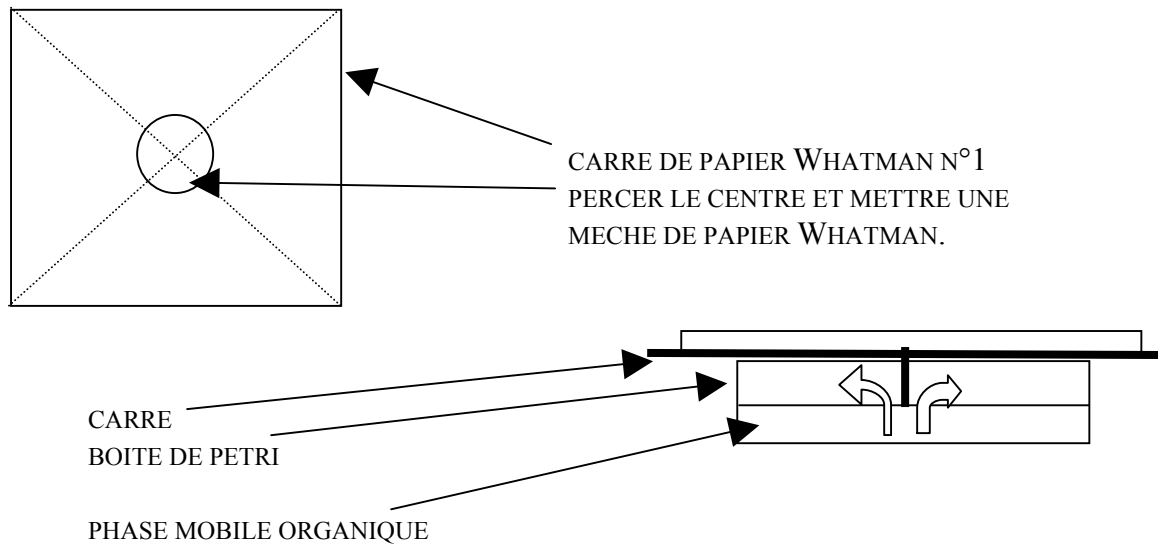 CARRE DE PAPIER WHATMAN N°1
PERCER LE CENTRE ET METTRE UNE
MECHE DE PAPIER WHATMAN.
CARRE
BOITE DE PETRI
PHASE MOBILE ORGANIQUE